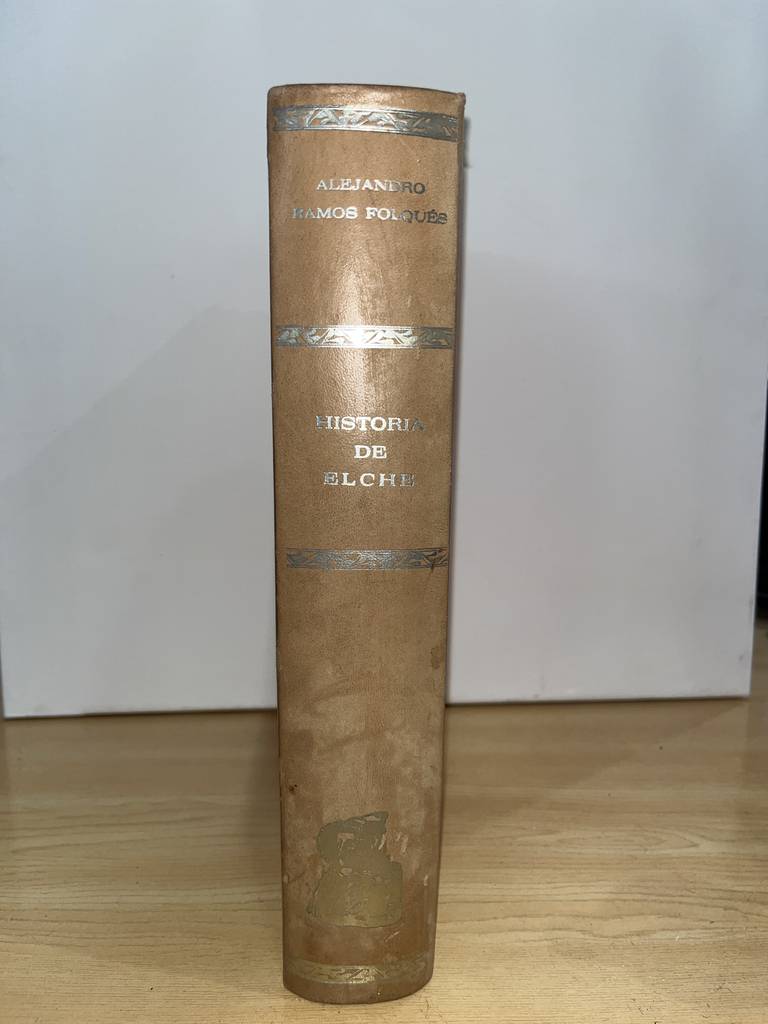 ALEJANDRO
RAMOS FOLQUÉS
HISTORIA
DE
ELCHE